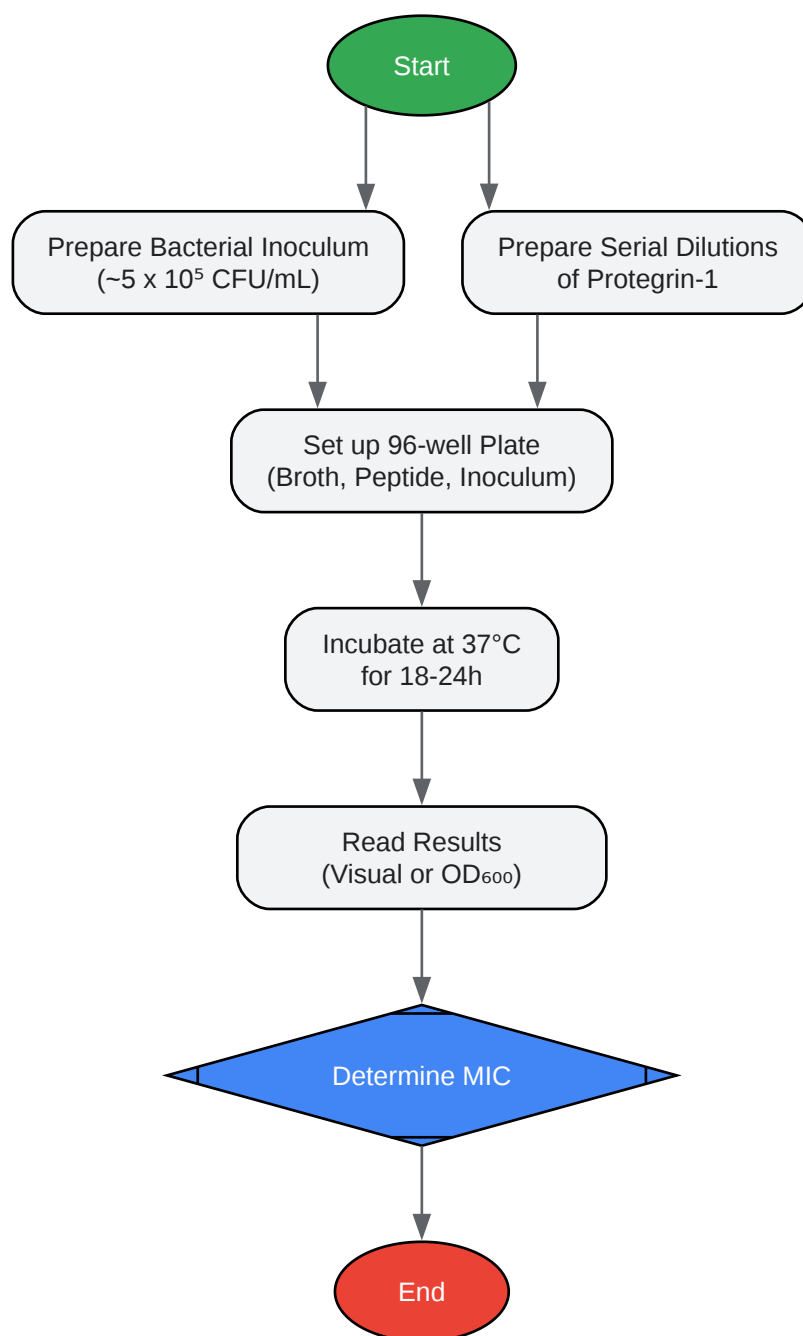 Start
Prepare Bacterial Inoculum
(~5 x 10⁵ CFU/mL)
Prepare Serial Dilutions
of Protegrin-1
Set up 96-well Plate
(Broth, Peptide, Inoculum)
Incubate at 37°C
for 18-24h
Read Results
(Visual or OD₆₀₀)
Determine MIC
End